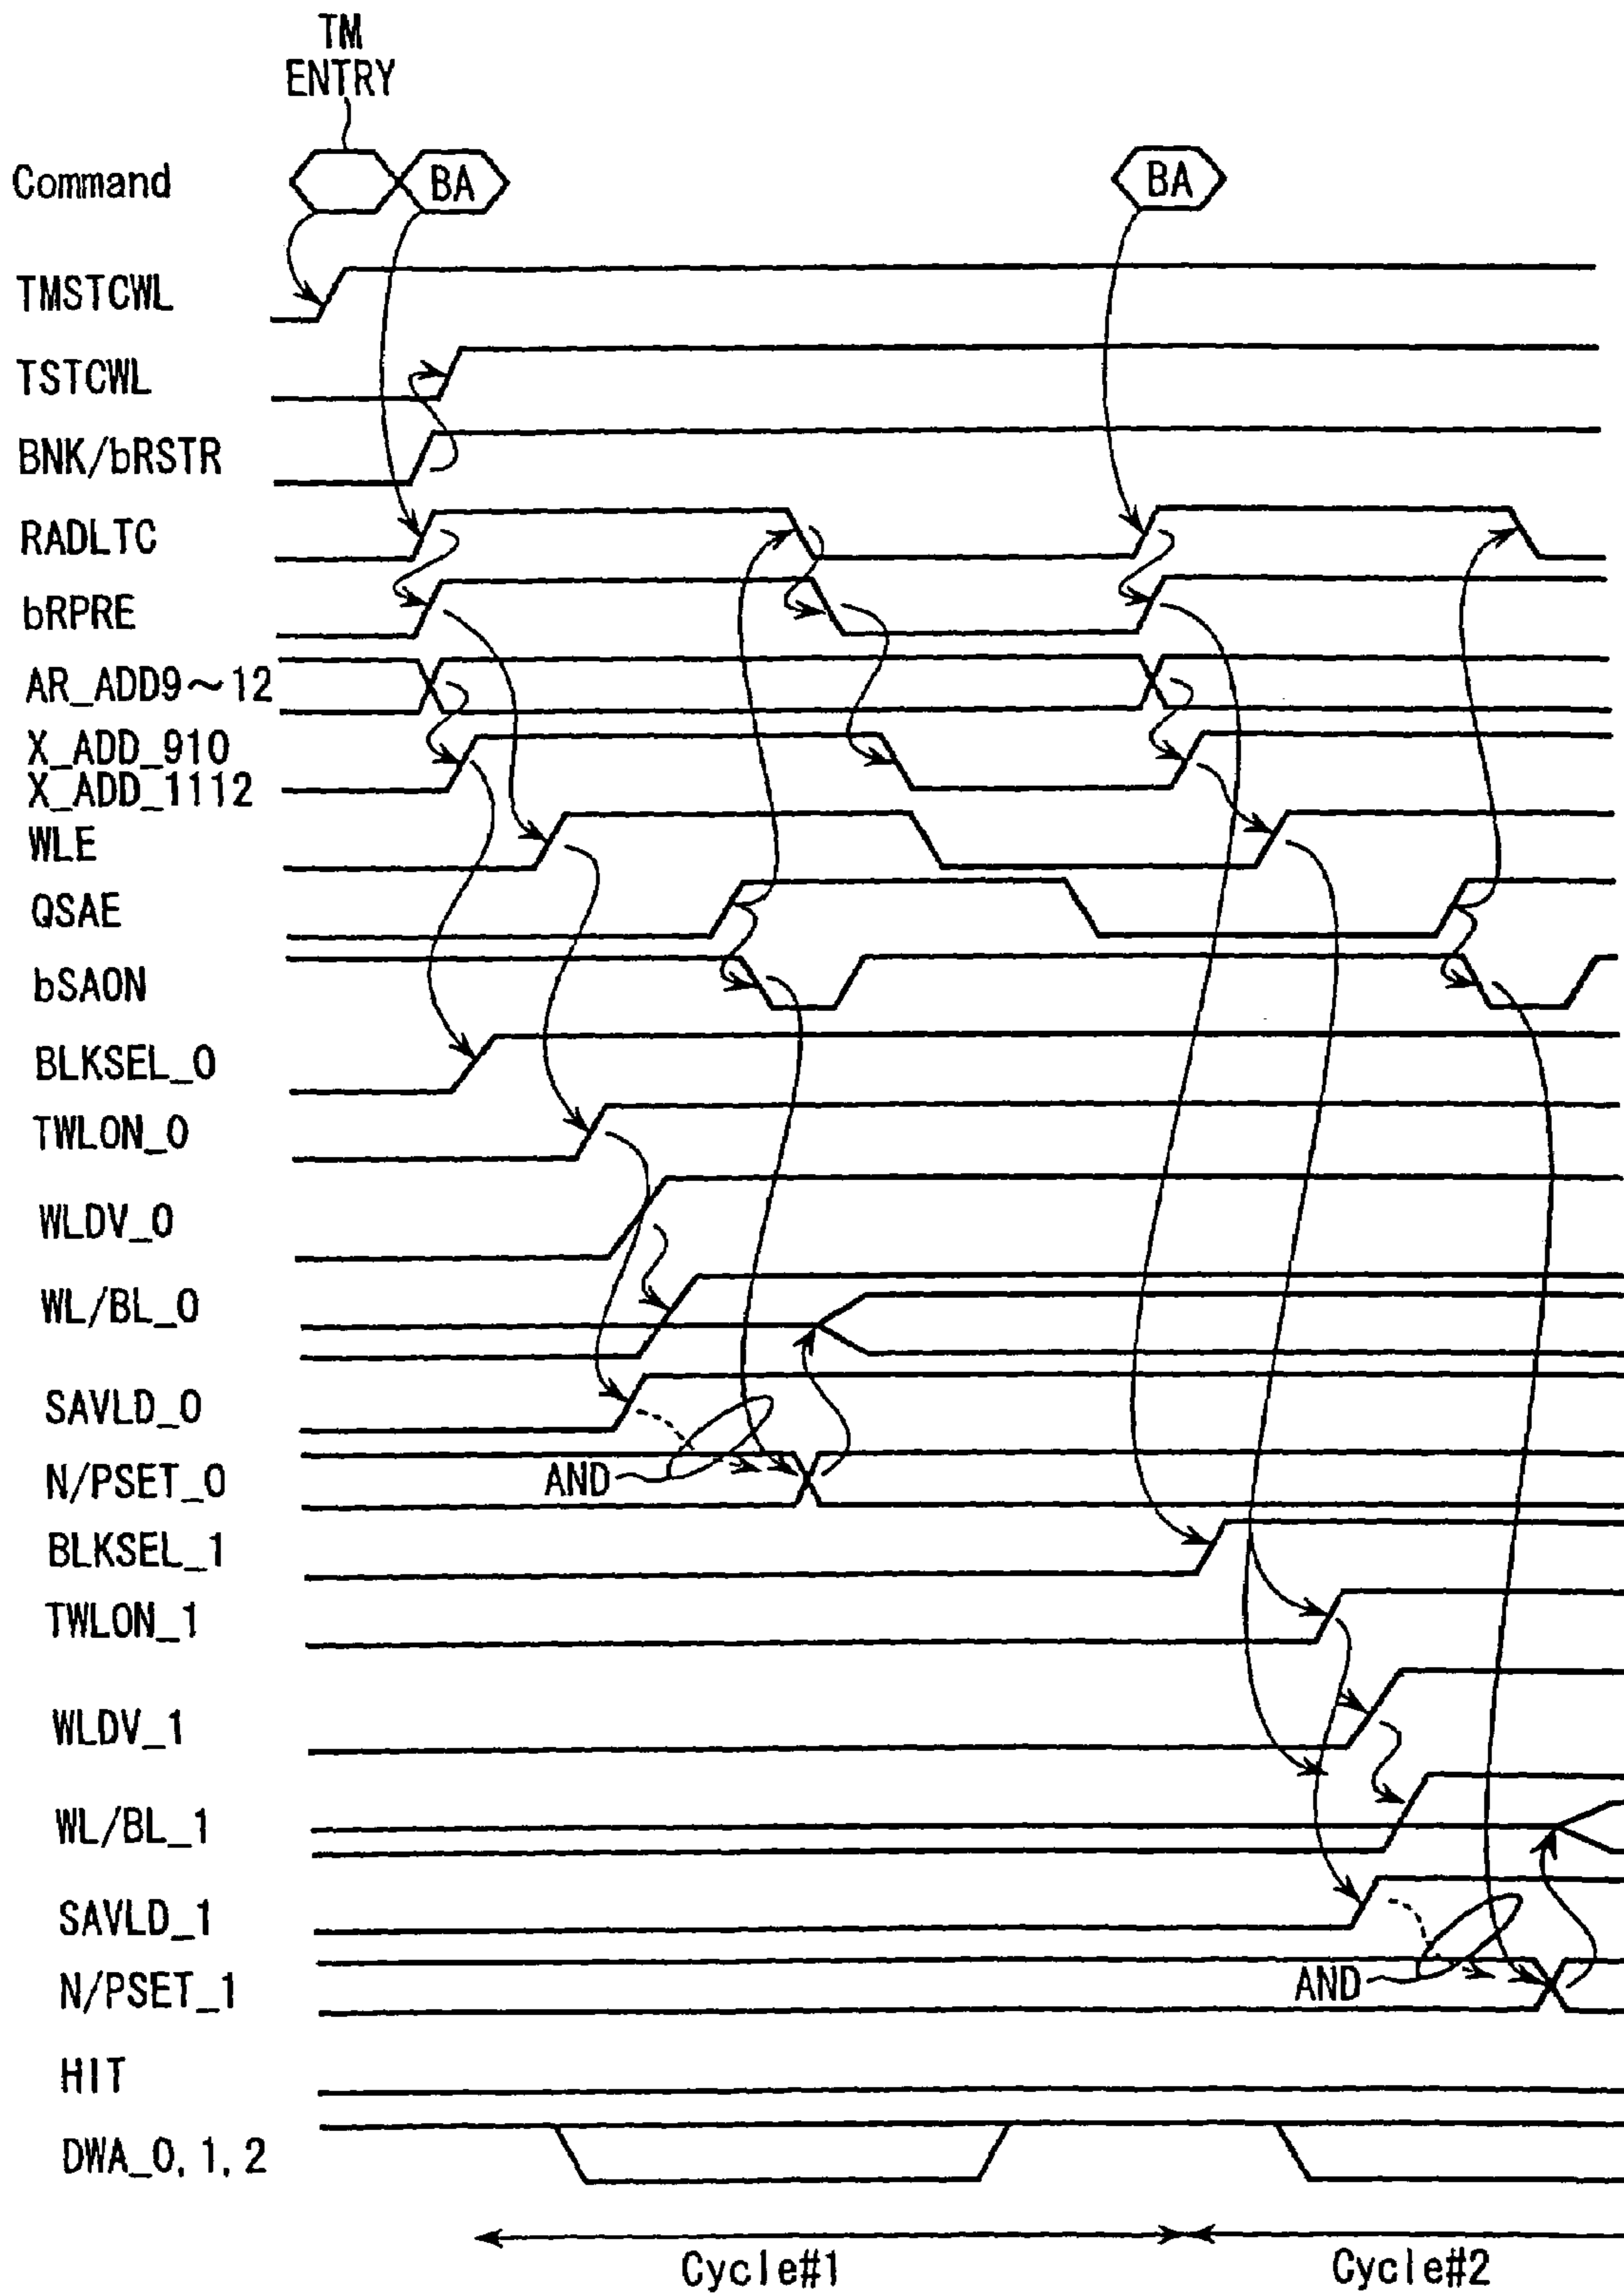 TM
ENTRY
Command
BA
BA
TMSTCWL
TSTCWL
BNK/bRSTR
RADLTC
bRPRE
AR_ADD9～12
X_ADD_910
X_ADD_1112
WLE
QSAE
bSAON
BLKSEL_0
TWLON_0
WLDV_0
WL/BL_0
SAVLD_0
N/PSET_0
AND
BLKSEL_1
TWLON_1
WLDV_1
WL/BL_1
SAVLD_1
N/PSET_1
AND
HIT
DWA_0, 1, 2
Cycle#1
Cycle#2